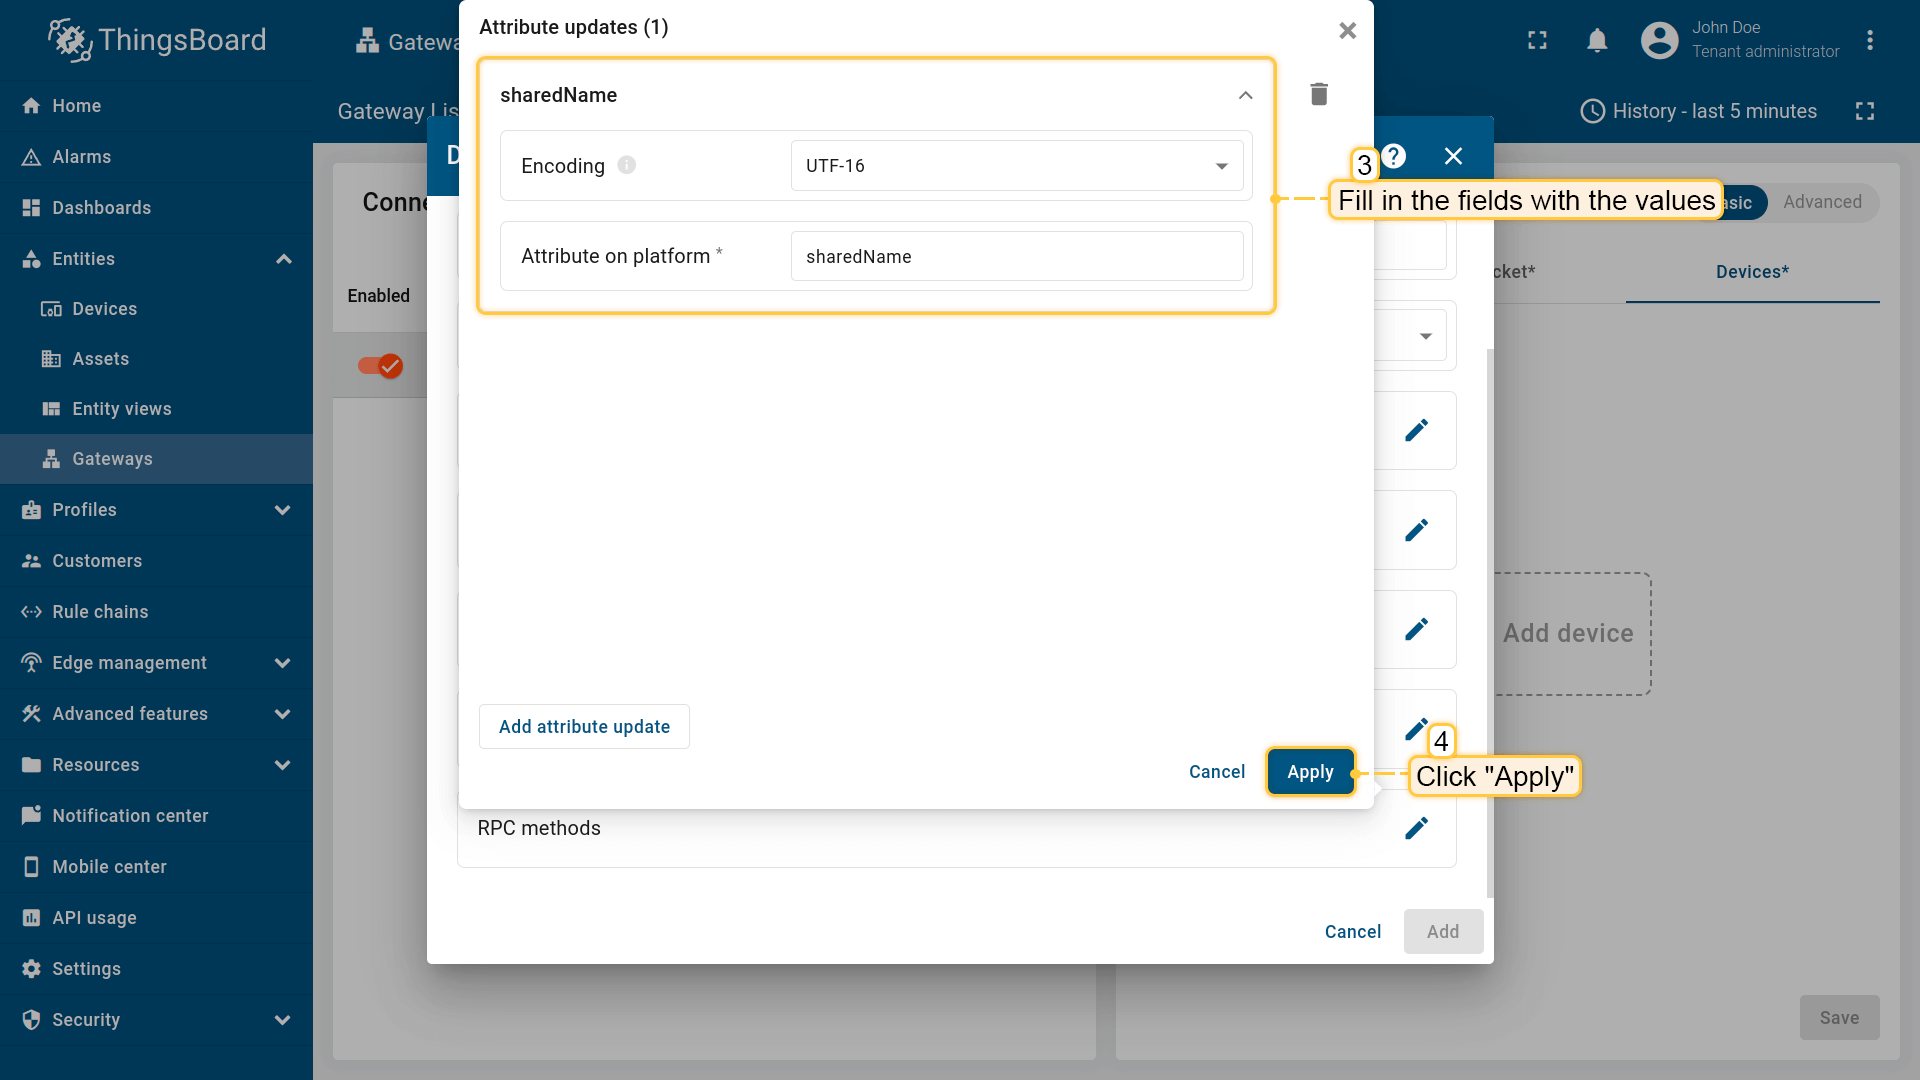 ThingsBoard
Gatewa
John Doe
Tenant administrator
Home
Alarms
Dashboards
Entities
Devices
Assets
Entity views
Gateways
Profiles
Customers
Rule chains
Edge management
Advanced features
Resources
Notification center
Mobile center
API usage
Settings
Security
Gateway Lis
History - last 5 minutes
Conne
Enabled
Attribute updates (1)
sharedName
Encoding
UTF-16
Attribute on platform *
sharedName
3
Fill in the fields with the values
asic
Advanced
cket*
Devices*
Add device
Add attribute update
Cancel
Apply
4
Click "Apply"
RPC methods
Cancel
Add
Save